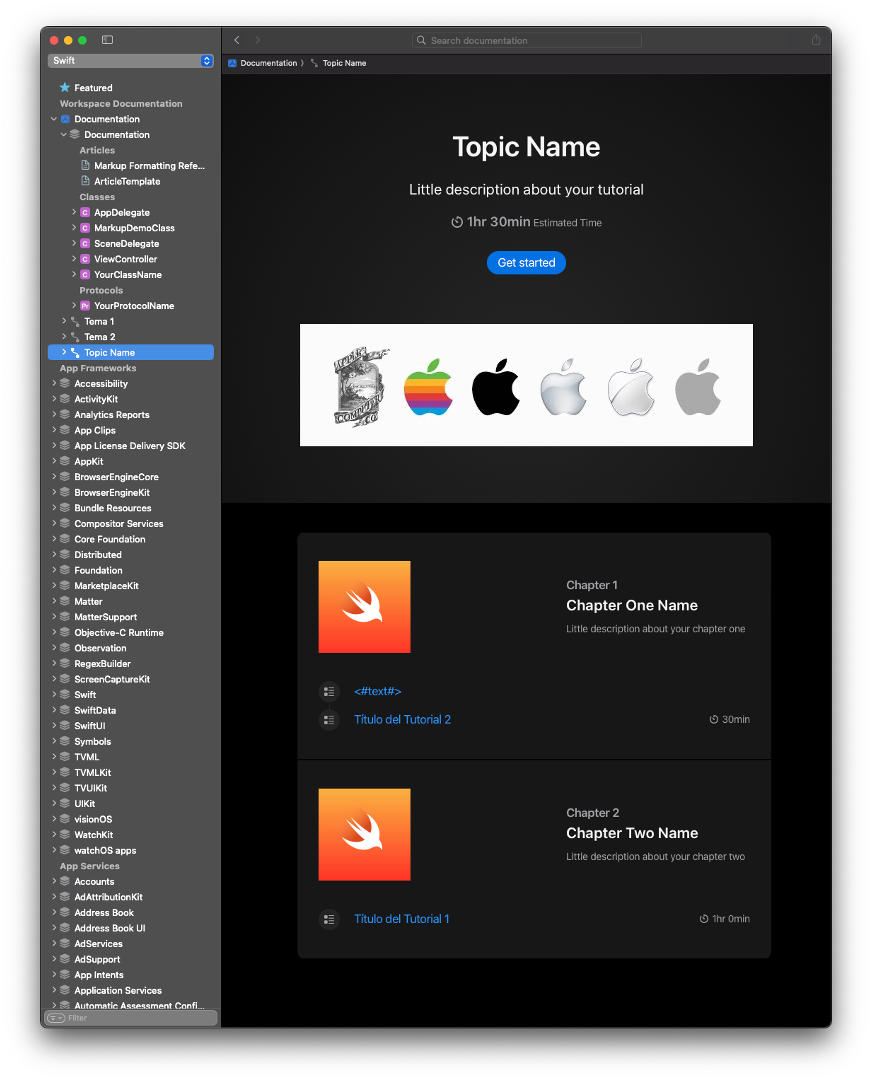 Search documentation
Swift
Documentation
Topic Name
Featured
Workspace Documentation
Documentation
Documentation
Articles
Markup Formatting Refe...
ArticleTemplate
Classes
C AppDelegate
C MarkupDemoClass
C SceneDelegate
C ViewController
C YourClassName
Protocols
Pr YourProtocolName
Tema 1
Tema 2
Topic Name
App Frameworks
Accessibility
ActivityKit
Analytics Reports
App Clips
App License Delivery SDK
AppKit
BrowserEngineCore
BrowserEngineKit
Bundle Resources
Compositor Services
Core Foundation
Distributed
Foundation
MarketplaceKit
Matter
MatterSupport
Objective-C Runtime
Observation
RegexBuilder
ScreenCaptureKit
Swift
SwiftData
SwiftUI
Symbols
TVML
TVMLKit
TVUIKit
UIKit
visionOS
WatchKit
watchOS apps
App Services
Accounts
AdAttributionKit
Address Book
Address Book UI
AdServices
AdSupport
App Intents
Application Services
Automatic Assessment Confi...
Filter
Topic Name
Little description about your tutorial
1hr 30min Estimated Time
Get started
APPLE
COMPUTER
CO
Chapter 1
Chapter One Name
Little description about your chapter one
<#text#>
Título del Tutorial 2
30min
Chapter 2
Chapter Two Name
Little description about your chapter two
Título del Tutorial 1
1hr 0min